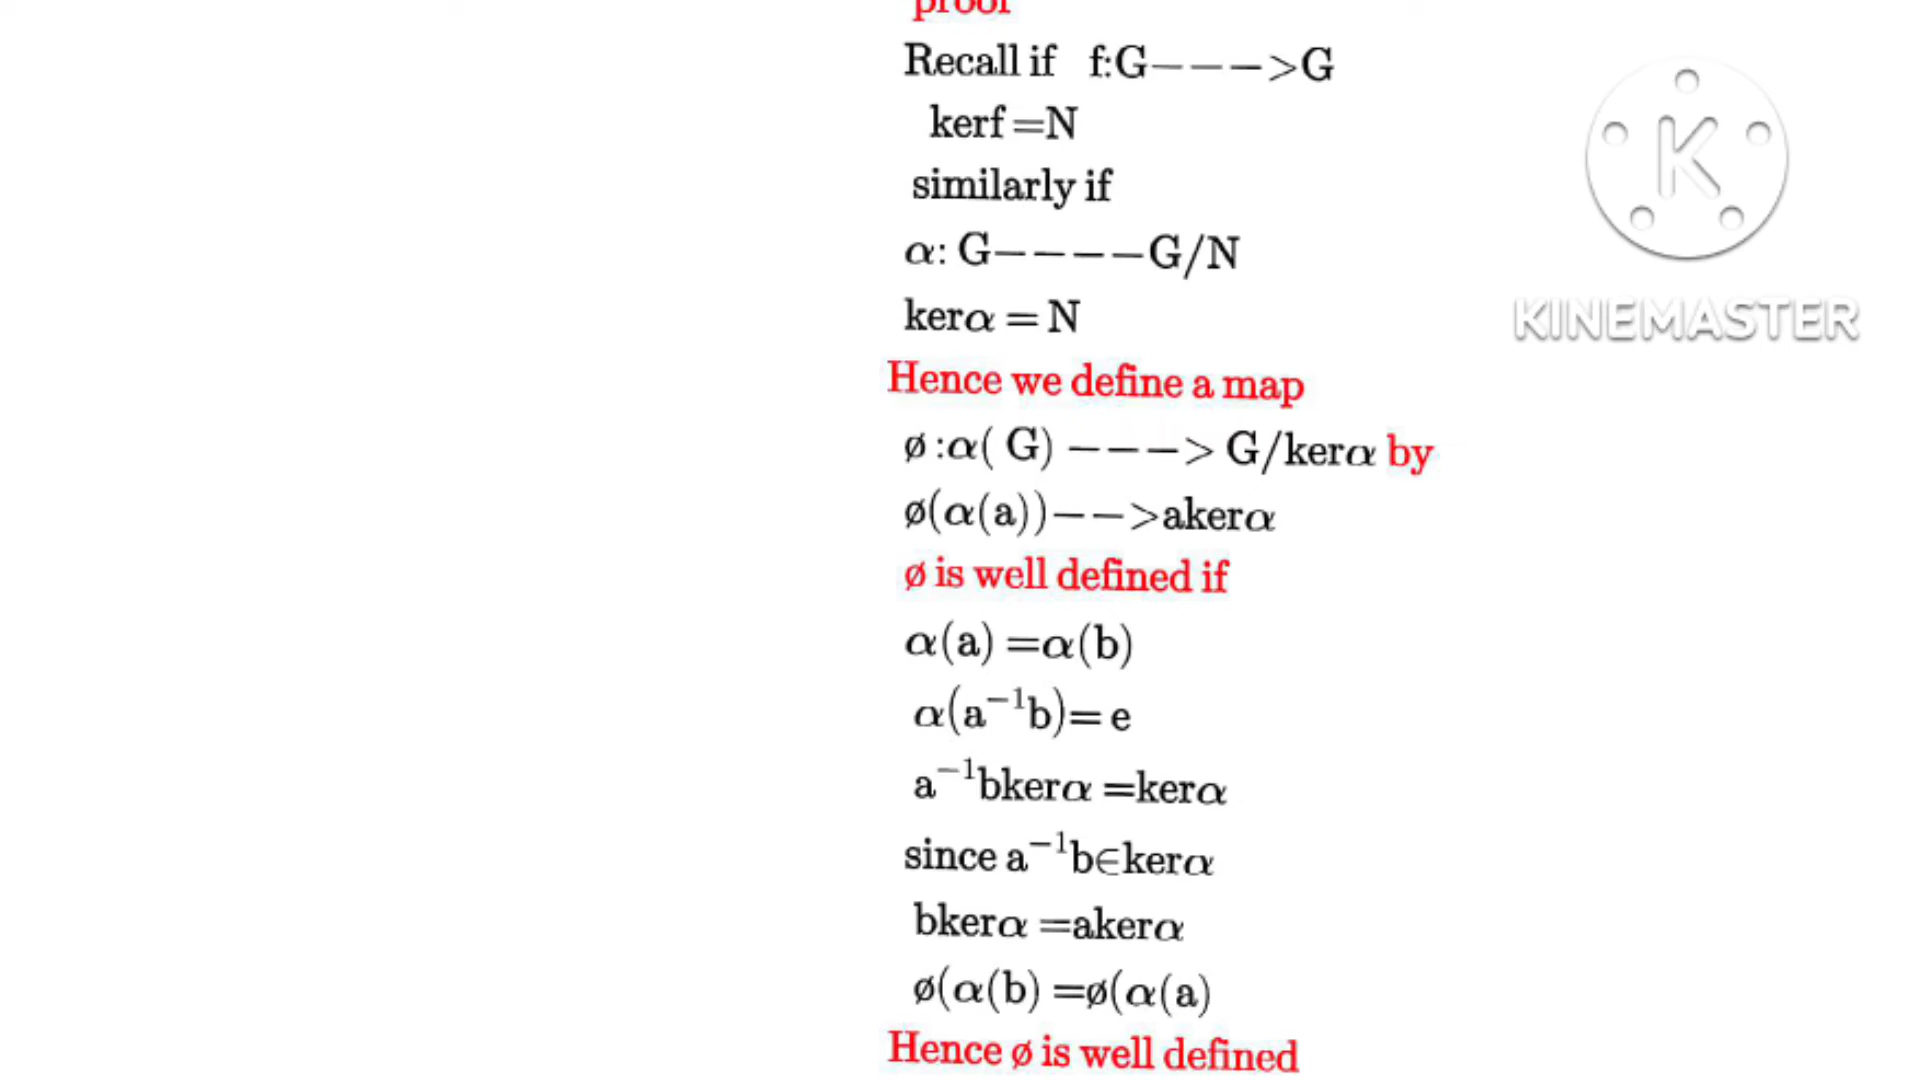 proof
Recall if f:G--->G
kerf =N
similarly if
α: G----G/N
kerα = N
Hence we define a map
ø :α( G) ---> G/kerα by
ø(α(a))-->akerα
ø is well defined if
α(a) =α(b)
α(a⁻¹b)= e
a⁻¹bkerα =kerα
since a⁻¹b∈kerα
bkerα =akerα
ø(α(b) =ø(α(a)
Hence ø is well defined
K
KINEMASTER